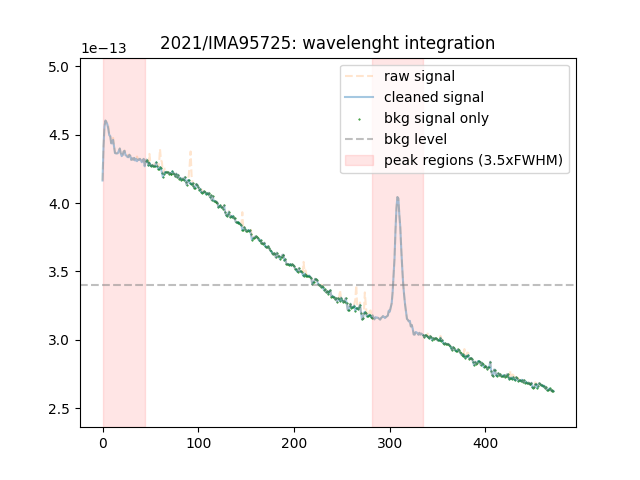 2021/IMA95725: wavelenght integration
1e−13
raw signal
cleaned signal
bkg signal only
bkg level
peak regions (3.5xFWHM)
5.0
4.5
4.0
3.5
3.0
2.5
0 100 200 300 400